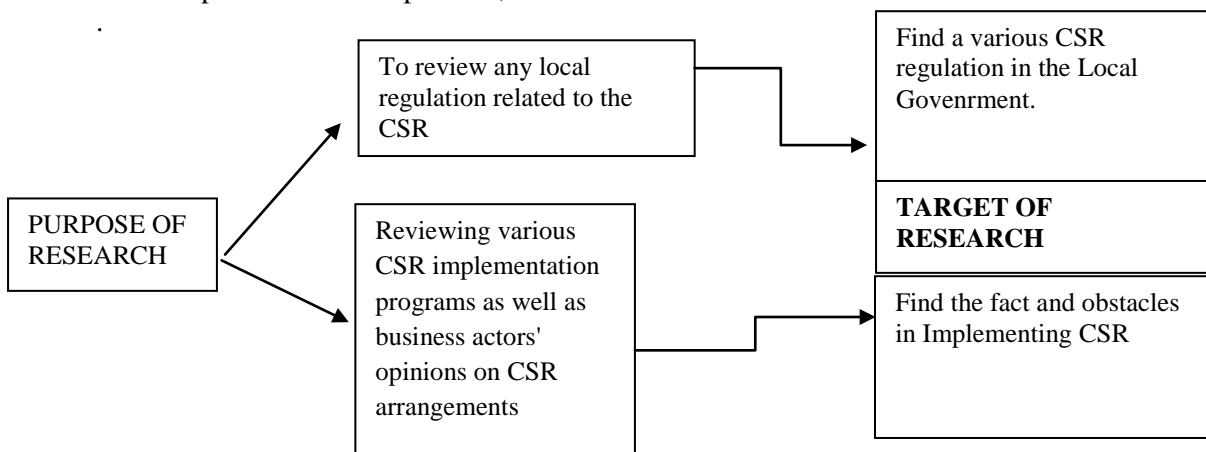 .
To review any local
regulation related to the
CSR
Find a various CSR
regulation in the Local
Govenrment.
PURPOSE OF
RESEARCH
TARGET OF
RESEARCH
Reviewing various
CSR implementation
programs as well as
business actors'
opinions on CSR
arrangements
Find the fact and obstacles
in Implementing CSR